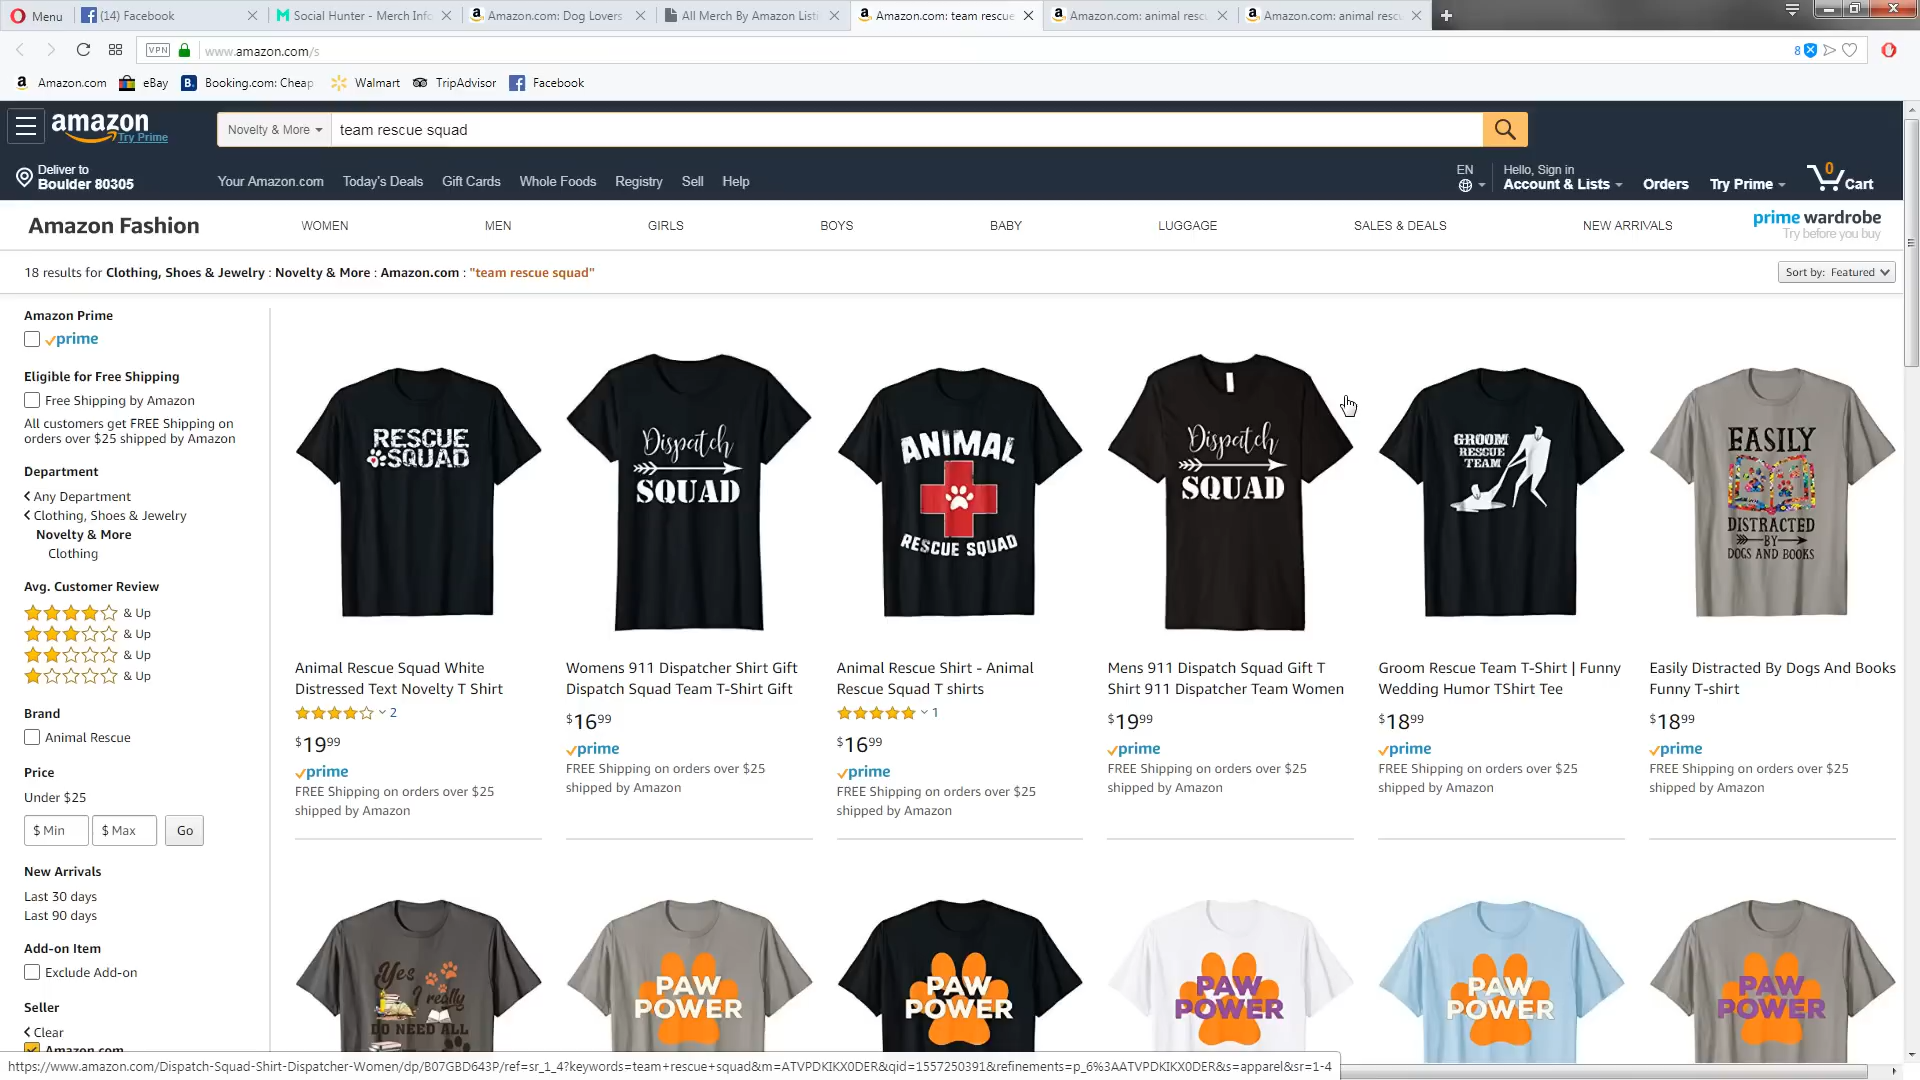 Menu
(14) Facebook
Social Hunter - Merch Info
Amazon.com: Dog Lovers
All Merch By Amazon Listi
Amazon.com: team rescue
Amazon.com: animal resc
Amazon.com: animal resc
VPN
www.amazon.com/s
8
Amazon.com
eBay
Booking.com: Cheap
Walmart
TripAdvisor
Facebook
amazon
Try Prime
Novelty & More
team rescue squad
Deliver to
Boulder 80305
Your Amazon.com
Today's Deals
Gift Cards
Whole Foods
Registry
Sell
Help
EN
Hello, Sign in
Account & Lists
Orders
Try Prime
0
Cart
Amazon Fashion
WOMEN
MEN
GIRLS
BOYS
BABY
LUGGAGE
SALES & DEALS
NEW ARRIVALS
prime wardrobe
Try before you buy
18 results for Clothing, Shoes & Jewelry : Novelty & More : Amazon.com : "team rescue squad"
Sort by: Featured
Amazon Prime
prime
Eligible for Free Shipping
Free Shipping by Amazon
All customers get FREE Shipping on
orders over $25 shipped by Amazon
Department
Any Department
Clothing, Shoes & Jewelry
Novelty & More
Clothing
Avg. Customer Review
& Up
& Up
& Up
& Up
Brand
Animal Rescue
Price
Under $25
$ Min
$ Max
Go
New Arrivals
Last 30 days
Last 90 days
Add-on Item
Exclude Add-on
Seller
Clear
Amazon.com
RESCUE
SQUAD
Animal Rescue Squad White
Distressed Text Novelty T Shirt
2
$19 99
prime
FREE Shipping on orders over $25
shipped by Amazon
Dispatch
SQUAD
Womens 911 Dispatcher Shirt Gift
Dispatch Squad Team T-Shirt Gift
$16 99
prime
FREE Shipping on orders over $25
shipped by Amazon
ANIMAL
RESCUE SQUAD
Animal Rescue Shirt - Animal
Rescue Squad T shirts
1
$16 99
prime
FREE Shipping on orders over $25
shipped by Amazon
Dispatch
SQUAD
Mens 911 Dispatch Squad Gift T
Shirt 911 Dispatcher Team Women
$19 99
prime
FREE Shipping on orders over $25
shipped by Amazon
GROOM
RESCUE
TEAM
Groom Rescue Team T-Shirt | Funny
Wedding Humor TShirt Tee
$18 99
prime
FREE Shipping on orders over $25
shipped by Amazon
EASILY
DISTRACTED
BY
DOGS AND BOOKS
Easily Distracted By Dogs And Books
Funny T-shirt
$18 99
prime
FREE Shipping on orders over $25
shipped by Amazon
Yes
I really
DO NEED ALL
PAW
POWER
PAW
POWER
PAW
POWER
PAW
POWER
PAW
POWER
https://www.amazon.com/Dispatch-Squad-Shirt-Dispatcher-Women/dp/B07GBD643P/ref=sr_1_4?keywords=team+rescue+squad&m=ATVPDKIKX0DER&qid=1557250391&refinements=p_6%3AATVPDKIKX0DER&s=apparel&sr=1-4